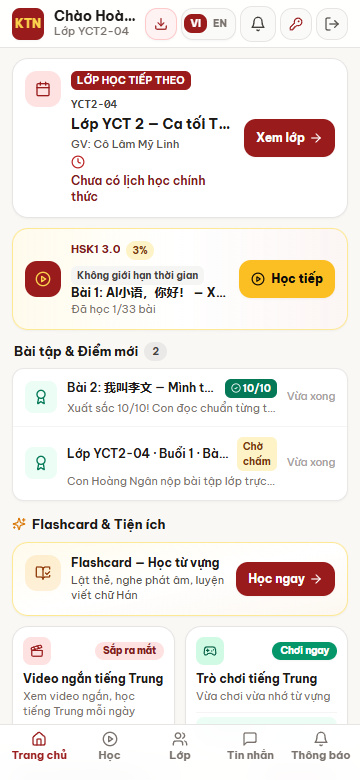 KTN
Chào Hoà...
Lớp YCT2-04
VI EN
LỚP HỌC TIẾP THEO
YCT2-04
Lớp YCT 2 – Ca tối T...
GV: Cô Lâm Mỹ Linh
Chưa có lịch học chính
thức
Xem lớp →
HSK1 3.0 3%
Không giới hạn thời gian
Bài 1: AI小语，你好！ – X...
Đã học 1/33 bài
Học tiếp
Bài tập & Điểm mới 2
Bài 2: 我叫李文 – Mình t... 10/10 Vừa xong
Xuất sắc 10/10! Con đọc chuẩn từng t...
Lớp YCT2-04 · Buổi 1 · Bà... Chờ chấm Vừa xong
Con Hoàng Ngân nộp bài tập lớp trực...
Flashcard & Tiện ích
Flashcard – Học từ vựng
Lật thẻ, nghe phát âm, luyện
viết chữ Hán
Học ngay →
Sắp ra mắt
Video ngắn tiếng Trung
Xem video ngắn, học
tiếng Trung mỗi ngày
Chơi ngay
Trò chơi tiếng Trung
Vừa chơi vừa nhớ từ vựng
Trang chủ Học Lớp Tin nhắn Thông báo